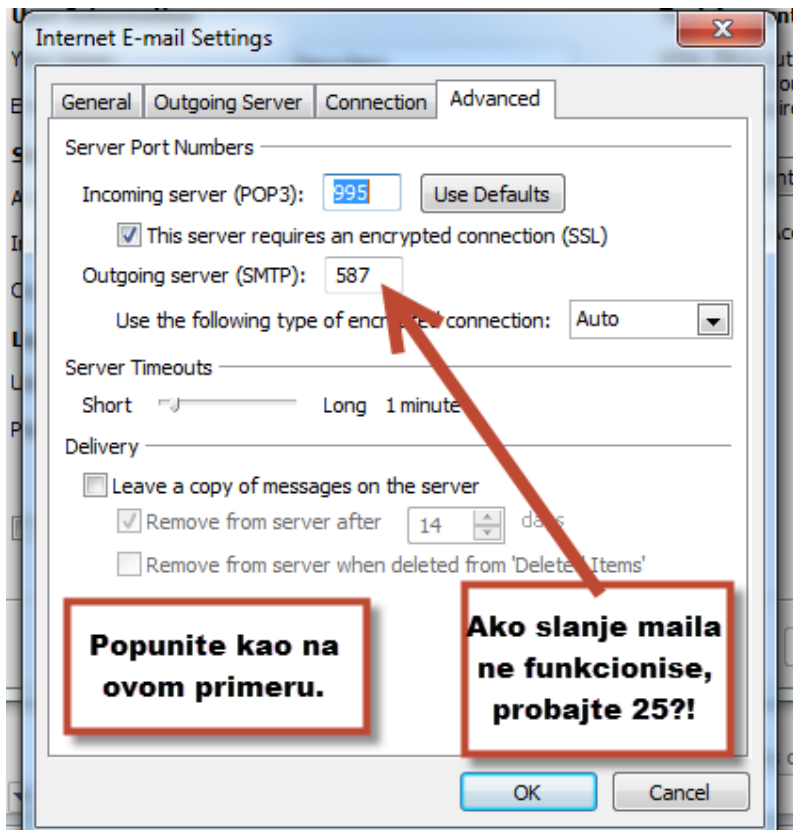 Internet E-mail Settings
General Outgoing Server Connection Advanced
Server Port Numbers
Incoming server (POP3): 995 Use Defaults
This server requires an encrypted connection (SSL)
Outgoing server (SMTP): 587
Use the following type of encrypted connection: Auto
Server Timeouts
Short Long 1 minute
Delivery
Leave a copy of messages on the server
Remove from server after 14 days
Remove from server when deleted from 'Deleted Items'
Popunite kao na
ovom primeru.
Ako slanje maila
ne funkcionise,
probajte 25?!
OK Cancel